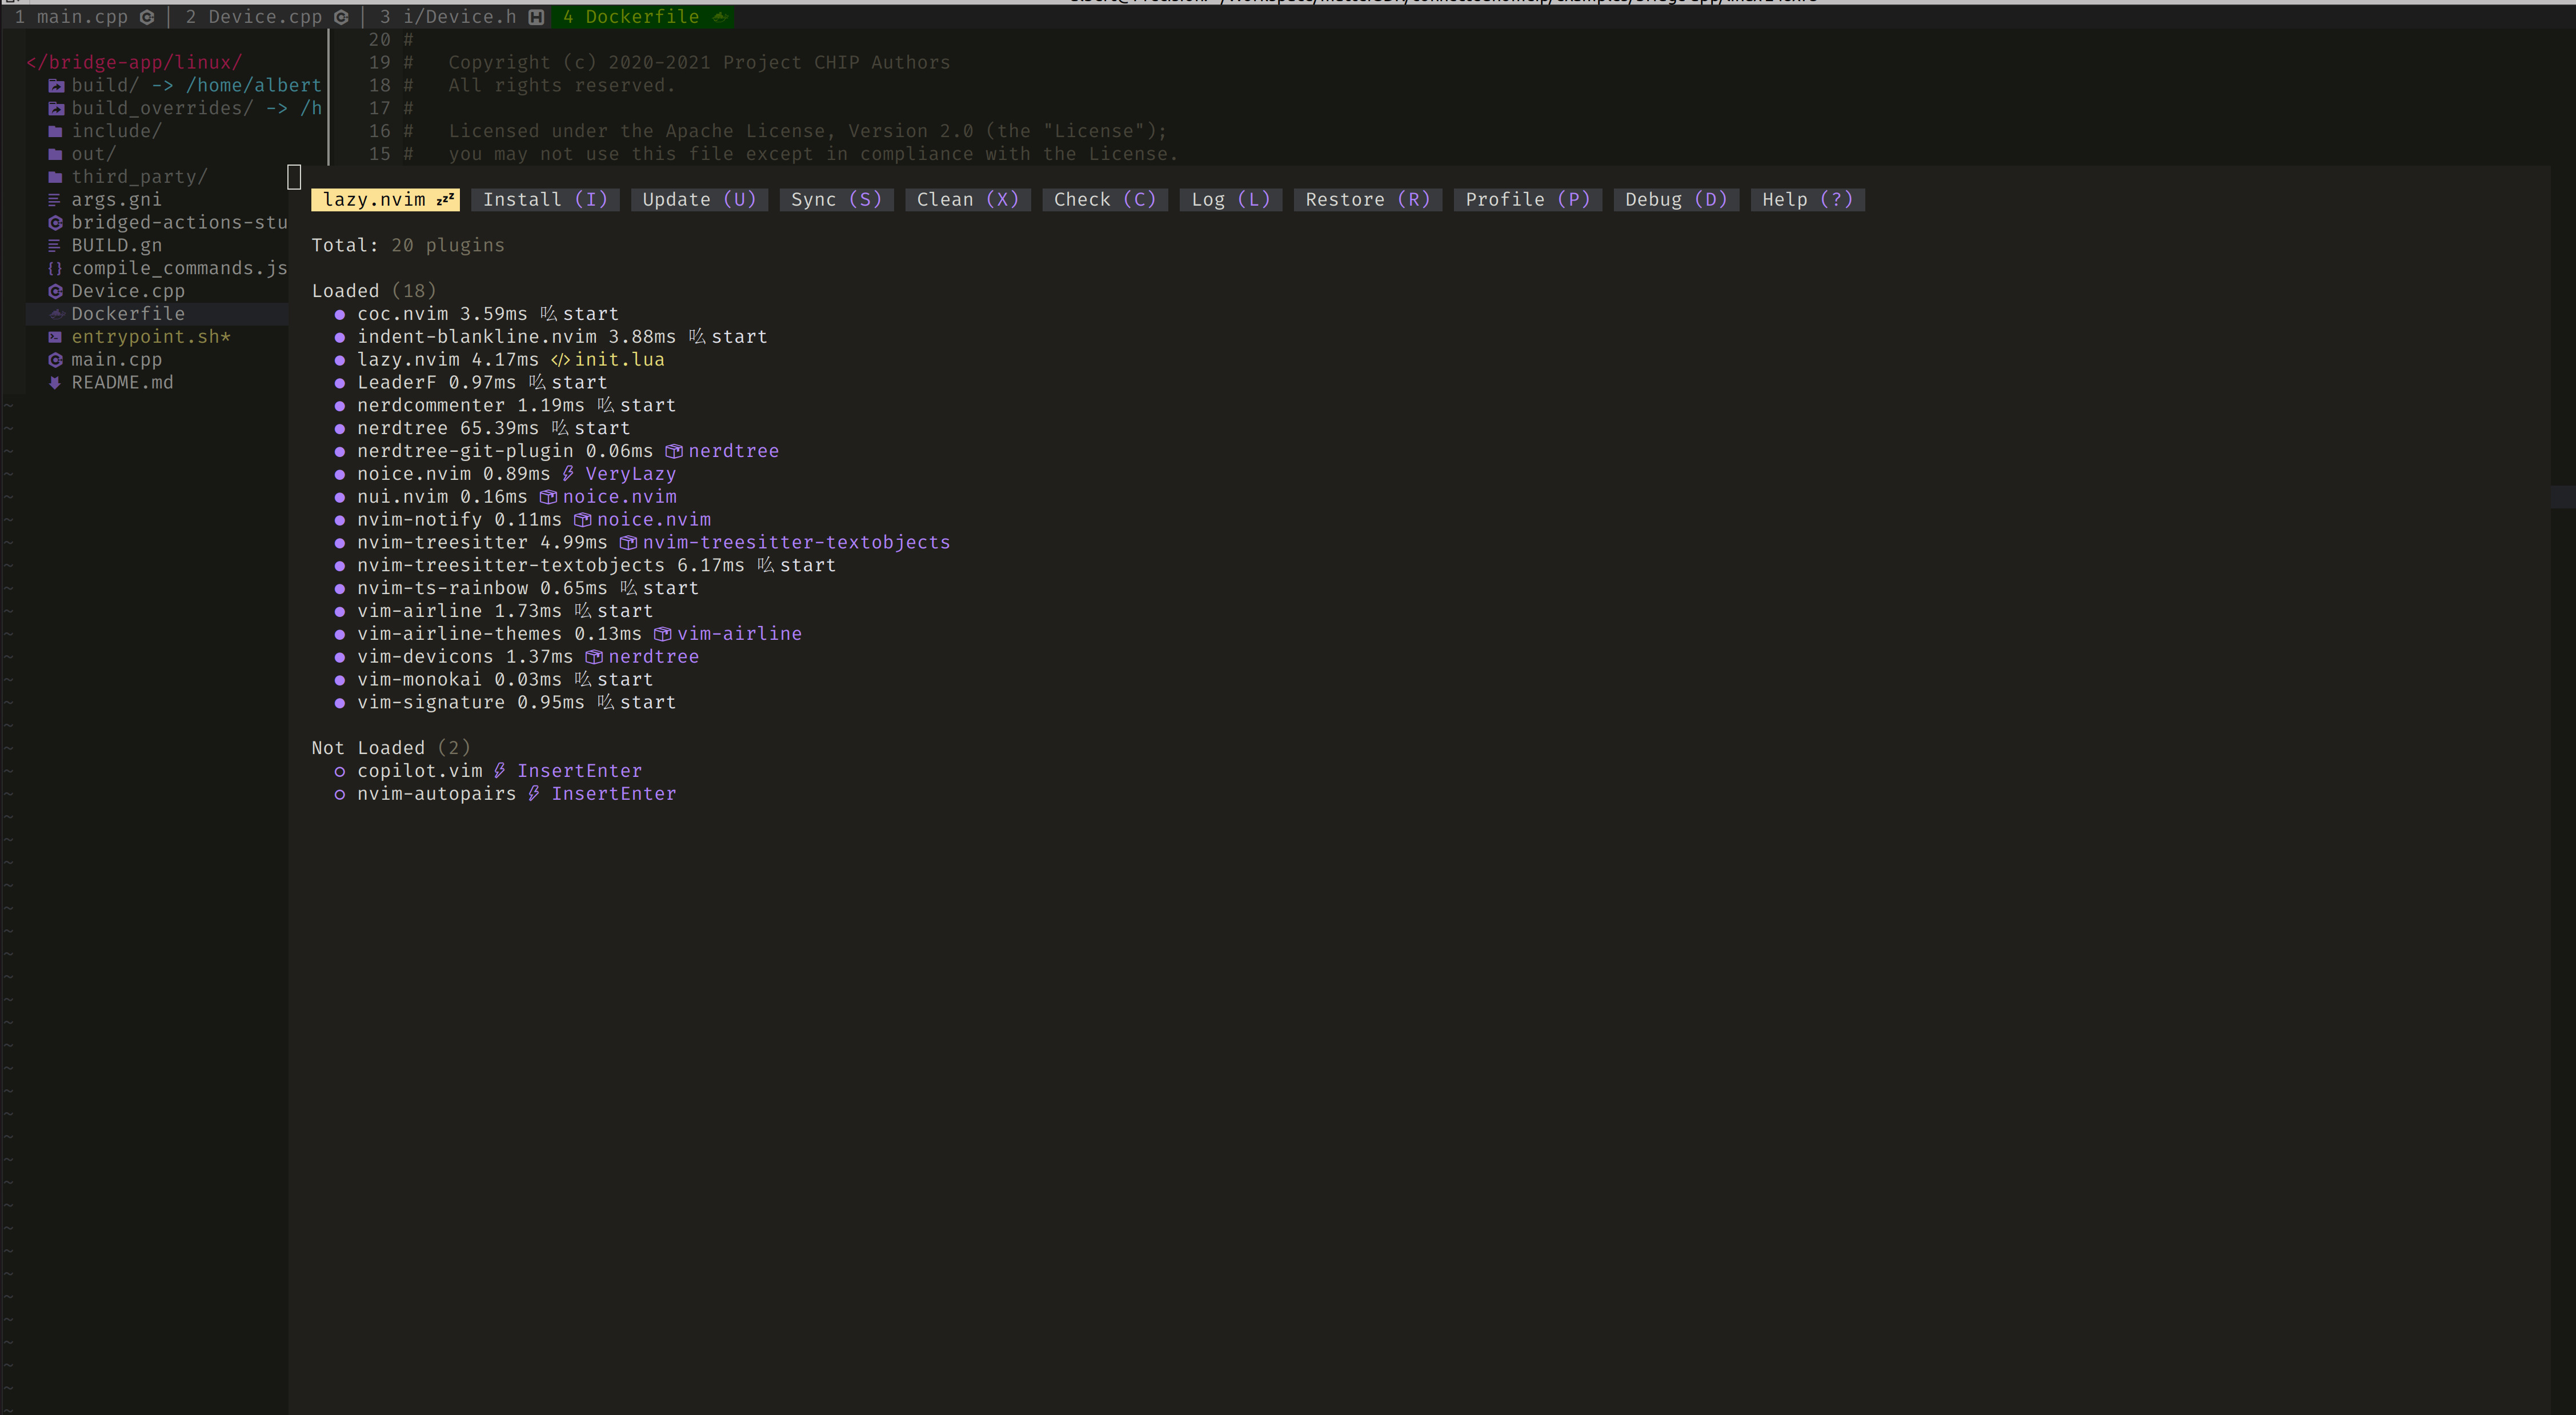 1 main.cpp | 2 Device.cpp | 3 i/Device.h 4 Dockerfile
20 #
</bridge-app/linux/ 19 # Copyright (c) 2020-2021 Project CHIP Authors
build/ -> /home/albert 18 # All rights reserved.
build_overrides/ -> /h 17 #
include/ 16 # Licensed under the Apache License, Version 2.0 (the "License");
out/ 15 # you may not use this file except in compliance with the License.
third_party/
args.gni
bridged-actions-stu
BUILD.gn
compile_commands.js
Device.cpp
Dockerfile
entrypoint.sh*
main.cpp
README.md
lazy.nvim zzz Install (I) Update (U) Sync (S) Clean (X) Check (C) Log (L) Restore (R) Profile (P) Debug (D) Help (?)
Total: 20 plugins
Loaded (18)
● coc.nvim 3.59ms start
● indent-blankline.nvim 3.88ms start
● lazy.nvim 4.17ms </> init.lua
● LeaderF 0.97ms start
● nerdcommenter 1.19ms start
● nerdtree 65.39ms start
● nerdtree-git-plugin 0.06ms nerdtree
● noice.nvim 0.89ms VeryLazy
● nui.nvim 0.16ms noice.nvim
● nvim-notify 0.11ms noice.nvim
● nvim-treesitter 4.99ms nvim-treesitter-textobjects
● nvim-treesitter-textobjects 6.17ms start
● nvim-ts-rainbow 0.65ms start
● vim-airline 1.73ms start
● vim-airline-themes 0.13ms vim-airline
● vim-devicons 1.37ms nerdtree
● vim-monokai 0.03ms start
● vim-signature 0.95ms start
Not Loaded (2)
○ copilot.vim InsertEnter
○ nvim-autopairs InsertEnter